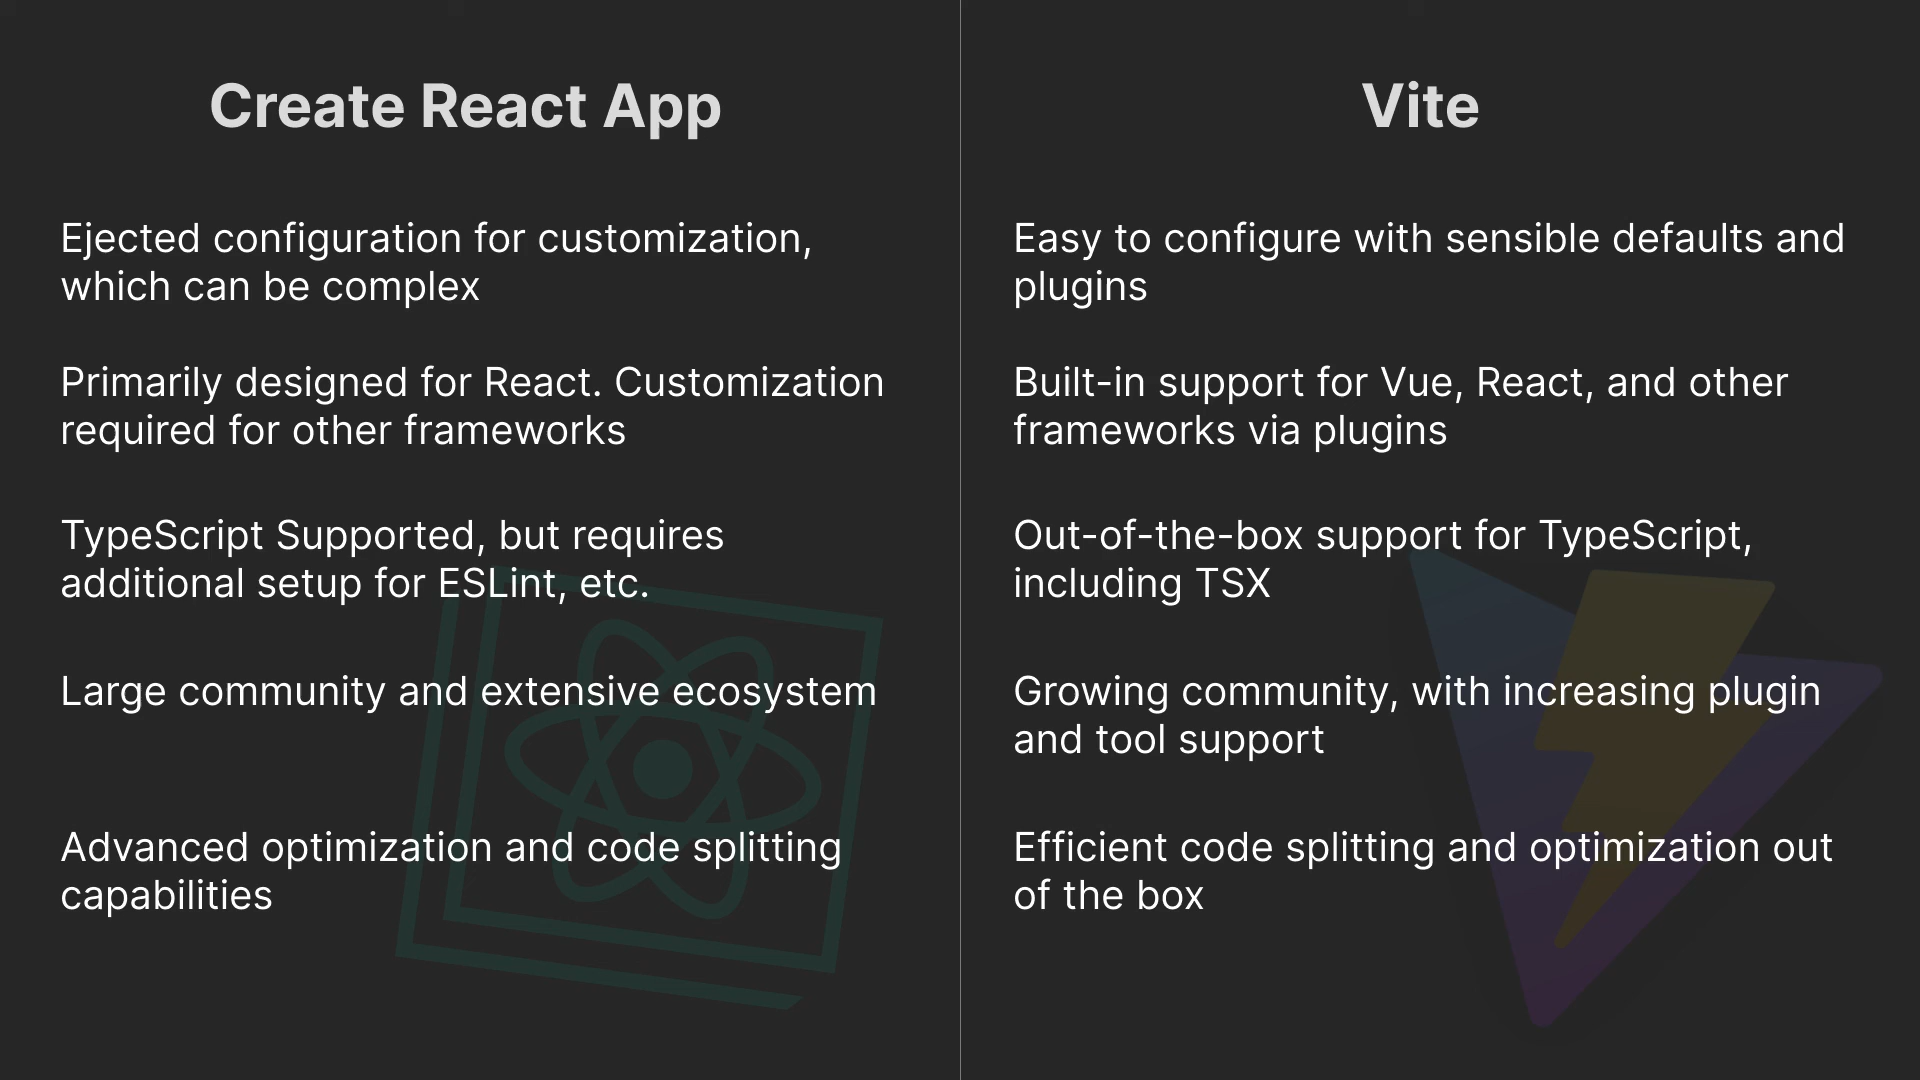 Create React App
Ejected configuration for customization,
which can be complex
Primarily designed for React. Customization
required for other frameworks
TypeScript Supported, but requires
additional setup for ESLint, etc.
Large community and extensive ecosystem
Advanced optimization and code splitting
capabilities
Vite
Easy to configure with sensible defaults and
plugins
Built-in support for Vue, React, and other
frameworks via plugins
Out-of-the-box support for TypeScript,
including TSX
Growing community, with increasing plugin
and tool support
Efficient code splitting and optimization out
of the box